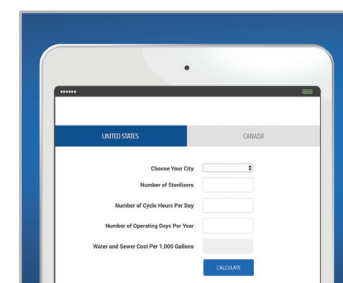 UNITED STATES
CANADA
Choose Your City
Number of Sterilizers
Number of Cycle Hours Per Day
Number of Operating Days Per Year
Water and Sewer Cost Per 1,000 Gallons
CALCULATE